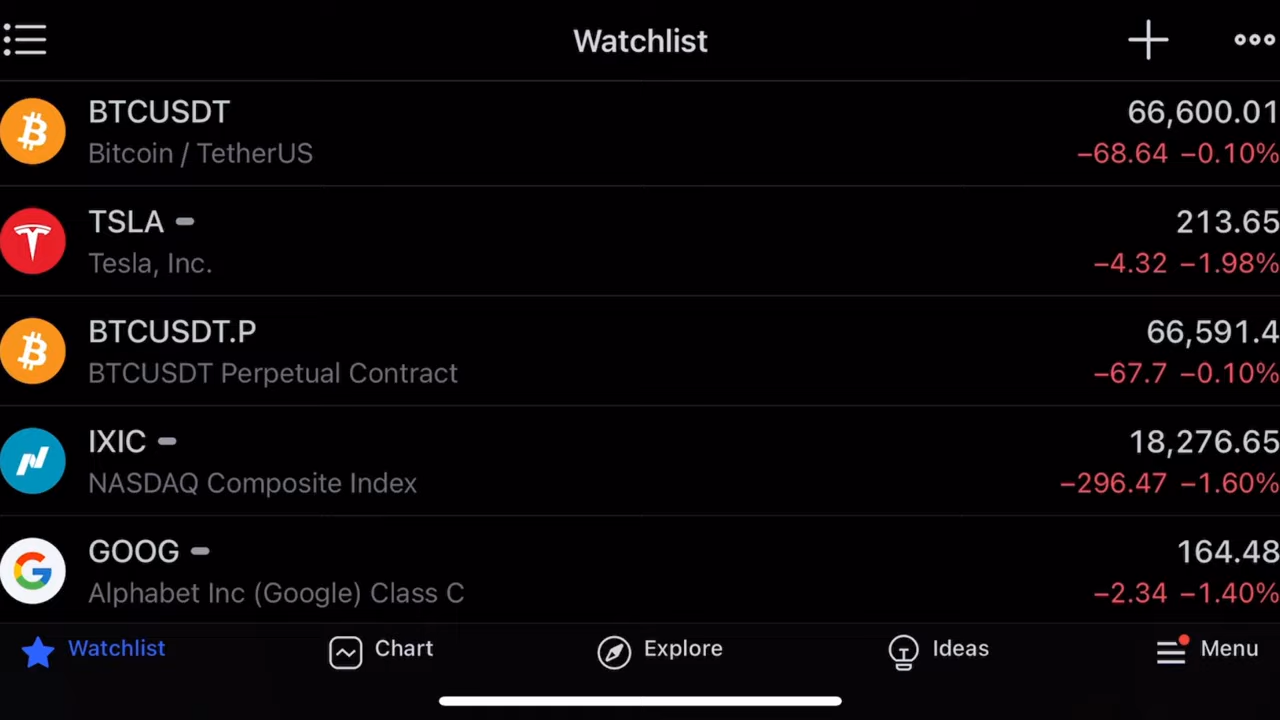 Watchlist
BTCUSDT 66,600.01
Bitcoin / TetherUS −68.64 −0.10%
TSLA 213.65
Tesla, Inc. −4.32 −1.98%
BTCUSDT.P 66,591.4
BTCUSDT Perpetual Contract −67.7 −0.10%
IXIC 18,276.65
NASDAQ Composite Index −296.47 −1.60%
GOOG 164.48
Alphabet Inc (Google) Class C −2.34 −1.40%
Watchlist Chart Explore Ideas Menu